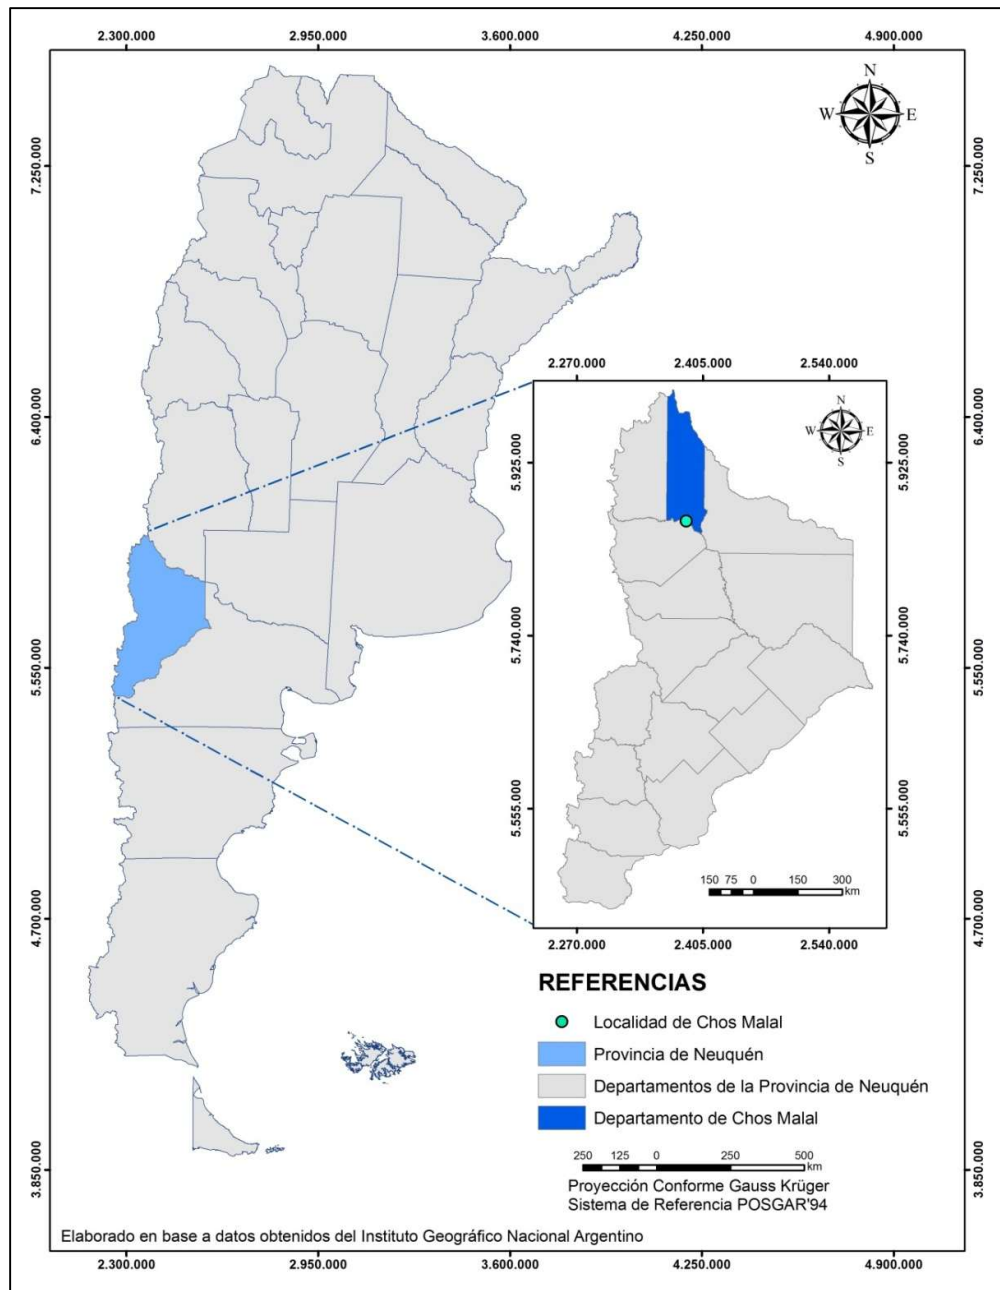 2.300.000 2.950.000 3.600.000 4.250.000 4.900.000
N
W E
S
7.250.000 7.250.000
6.400.000 6.400.000
5.550.000 5.550.000
4.700.000 4.700.000
3.850.000 3.850.000
2.270.000 2.405.000 2.540.000
N
W E
S
5.925.000 5.925.000
5.740.000 5.740.000
5.555.000 5.555.000
150 75 0 150 300
km
2.270.000 2.405.000 2.540.000
REFERENCIAS
Localidad de Chos Malal
Provincia de Neuquén
Departamentos de la Provincia de Neuquén
Departamento de Chos Malal
250 125 0 250 500
km
Proyección Conforme Gauss Krüger
Sistema de Referencia POSGAR'94
Elaborado en base a datos obtenidos del Instituto Geográfico Nacional Argentino
2.300.000 2.950.000 3.600.000 4.250.000 4.900.000